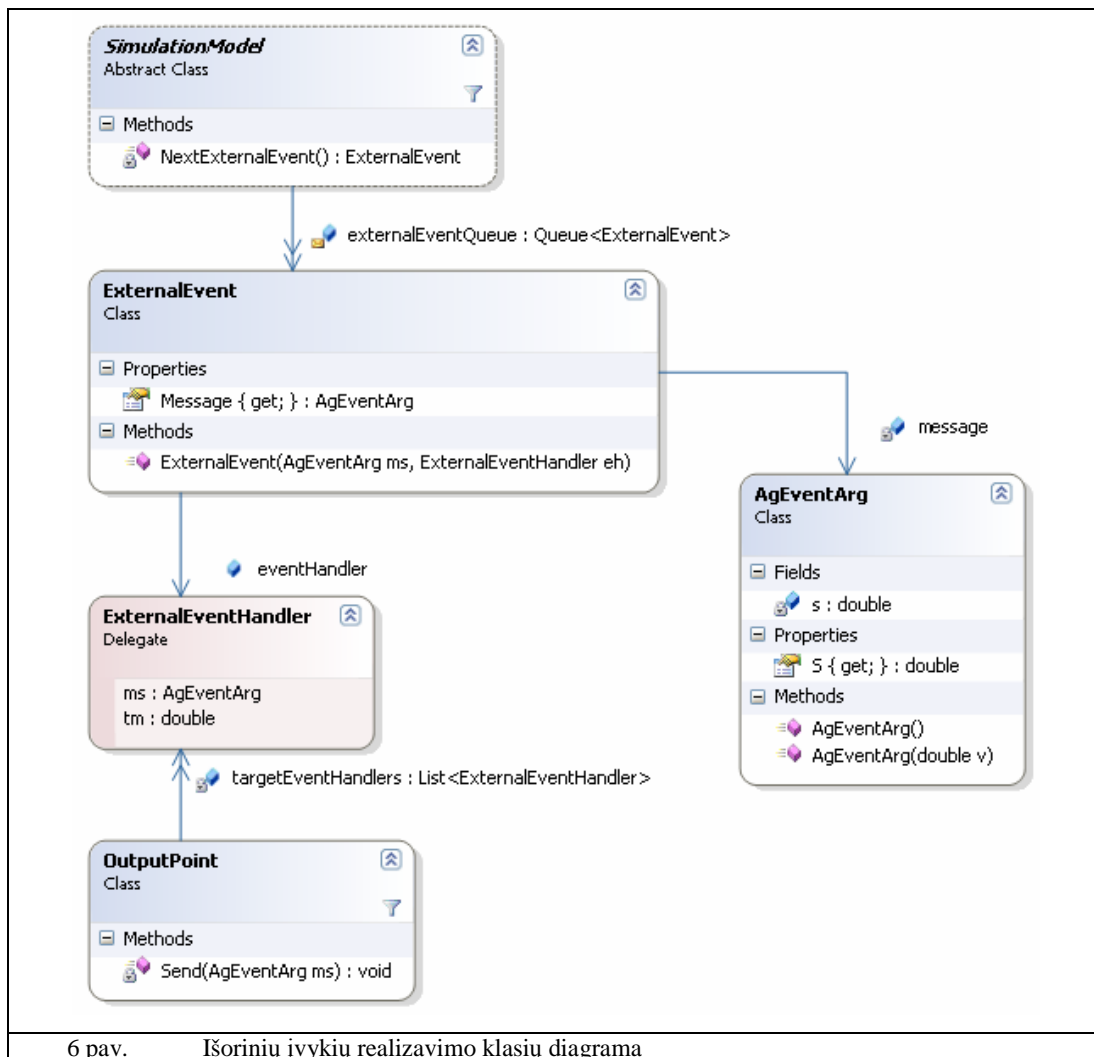 SimulationModel
Abstract Class
Methods
NextExternalEvent() : ExternalEvent
externalEventQueue : Queue<ExternalEvent>
ExternalEvent
Class
Properties
Message { get; } : AgEventArg
Methods
ExternalEvent(AgEventArg ms, ExternalEventHandler eh)
message
AgEventArg
Class
Fields
s : double
Properties
S { get; } : double
Methods
AgEventArg()
AgEventArg(double v)
eventHandler
ExternalEventHandler
Delegate
ms : AgEventArg
tm : double
targetEventHandlers : List<ExternalEventHandler>
OutputPoint
Class
Methods
Send(AgEventArg ms) : void
6 pav. Išorinių įvykių realizavimo klasių diagrama